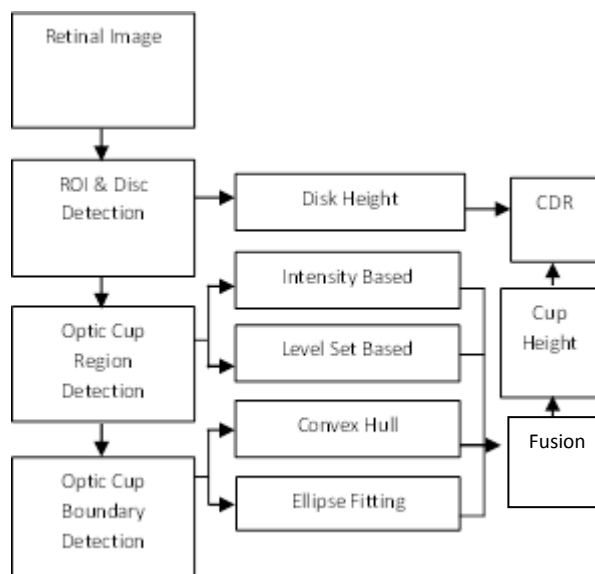 Retinal Image
ROI & Disc
Detection
Disk Height
CDR
Intensity Based
Optic Cup
Region
Detection
Level Set Based
Cup
Height
Convex Hull
Fusion
Optic Cup
Boundary
Detection
Ellipse Fitting